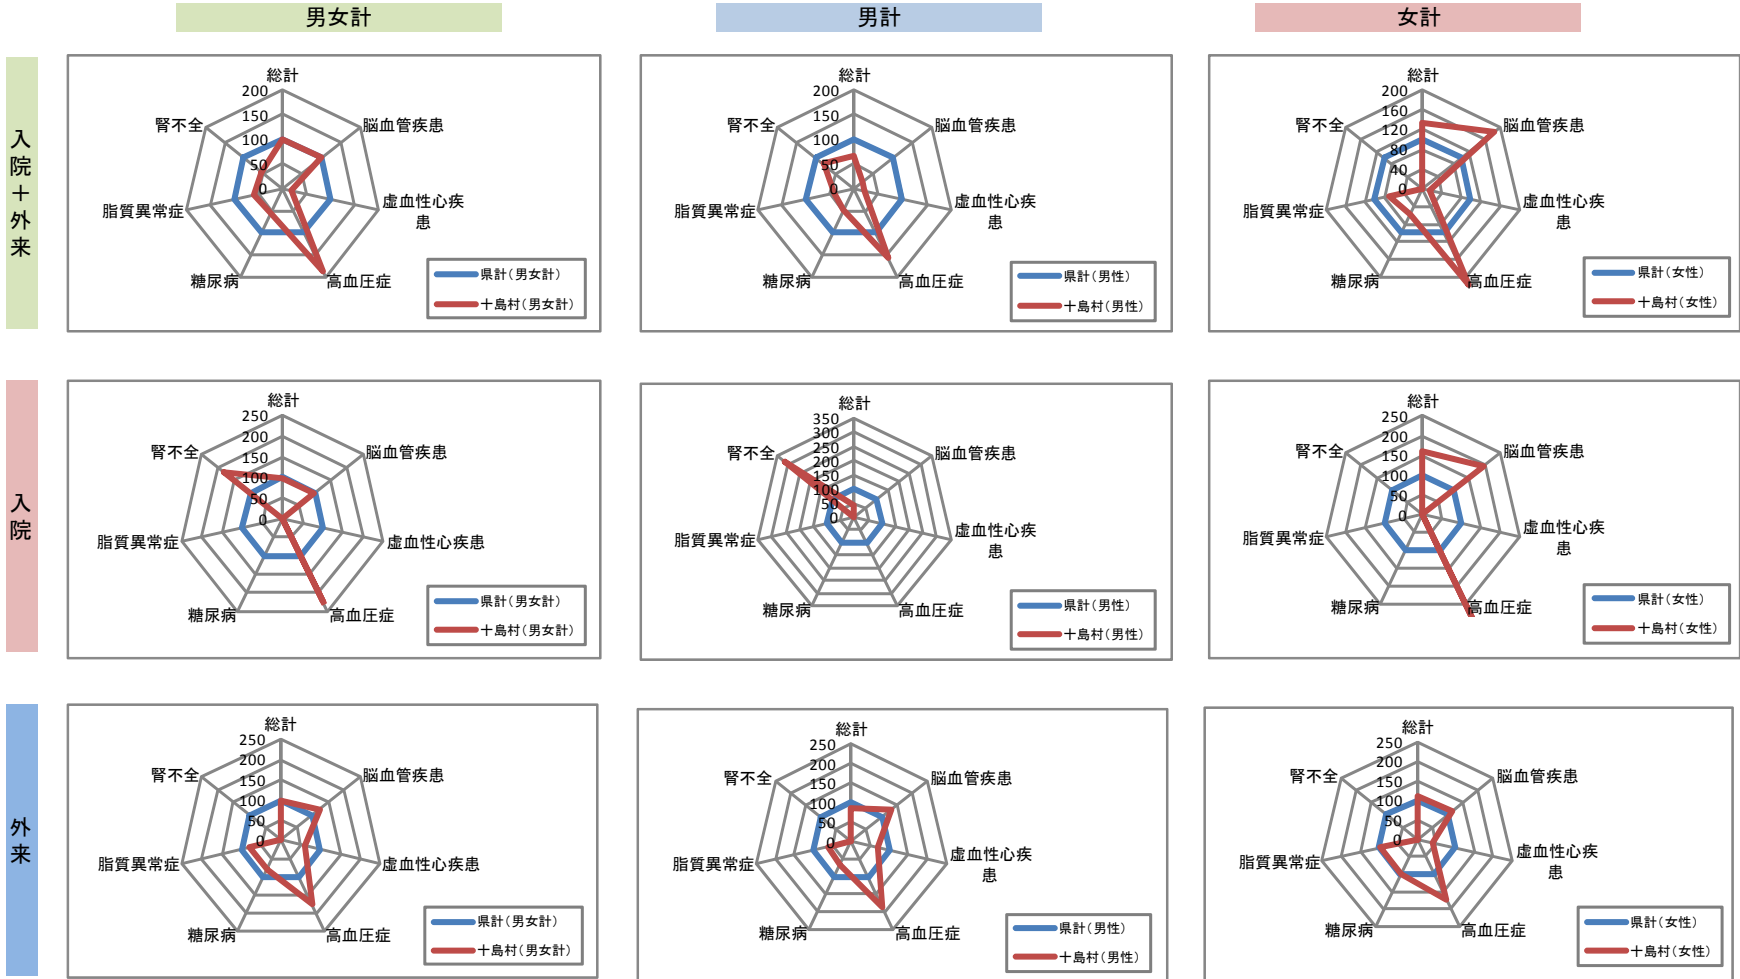 男女計
男計
女計
入院＋外来
総計
200
150
100
50
0
脳血管疾患
虚血性心疾
患
高血圧症
糖尿病
脂質異常症
腎不全
県計(男女計)
十島村(男女計)
総計
200
150
100
50
0
脳血管疾患
虚血性心疾
患
高血圧症
糖尿病
脂質異常症
腎不全
県計(男性)
十島村(男性)
総計
200
160
120
80
40
0
脳血管疾患
虚血性心疾
患
高血圧症
糖尿病
脂質異常症
腎不全
県計(女性)
十島村(女性)
入院
総計
250
200
150
100
50
0
脳血管疾患
虚血性心疾患
高血圧症
糖尿病
脂質異常症
腎不全
県計(男女計)
十島村(男女計)
総計
350
300
250
200
150
100
50
0
脳血管疾患
虚血性心疾
患
高血圧症
糖尿病
脂質異常症
腎不全
県計(男性)
十島村(男性)
総計
250
200
150
100
50
0
脳血管疾患
虚血性心疾
患
高血圧症
糖尿病
脂質異常症
腎不全
県計(女性)
十島村(女性)
外来
総計
250
200
150
100
50
0
脳血管疾患
虚血性心疾患
高血圧症
糖尿病
脂質異常症
腎不全
県計(男女計)
十島村(男女計)
総計
250
200
150
100
50
0
脳血管疾患
虚血性心疾
患
高血圧症
糖尿病
脂質異常症
腎不全
県計(男性)
十島村(男性)
総計
250
200
150
100
50
0
脳血管疾患
虚血性心疾
患
高血圧症
糖尿病
脂質異常症
腎不全
県計(女性)
十島村(女性)